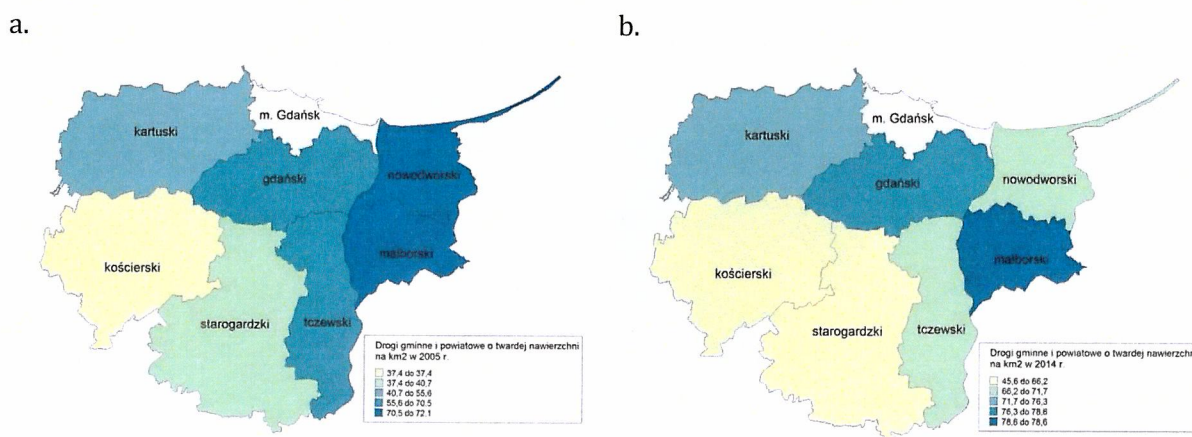 a.
m. Gdańsk
kartuski
gdański
nowodworski
kościerski
malborski
starogardzki
tczewski
Drogi gminne i powiatowe o twardej nawierzchni
na km2 w 2005 r.
37,4 do 37,4
37,4 do 40,7
40,7 do 55,6
55,6 do 70,5
70,5 do 72,1
b.
m. Gdańsk
kartuski
gdański
nowodworski
kościerski
malborski
starogardzki
tczewski
Drogi gminne i powiatowe o twardej nawierzchni
na km2 w 2014 r.
45,6 do 66,2
66,2 do 71,7
71,7 do 76,3
76,3 do 78,6
78,6 do 78,6